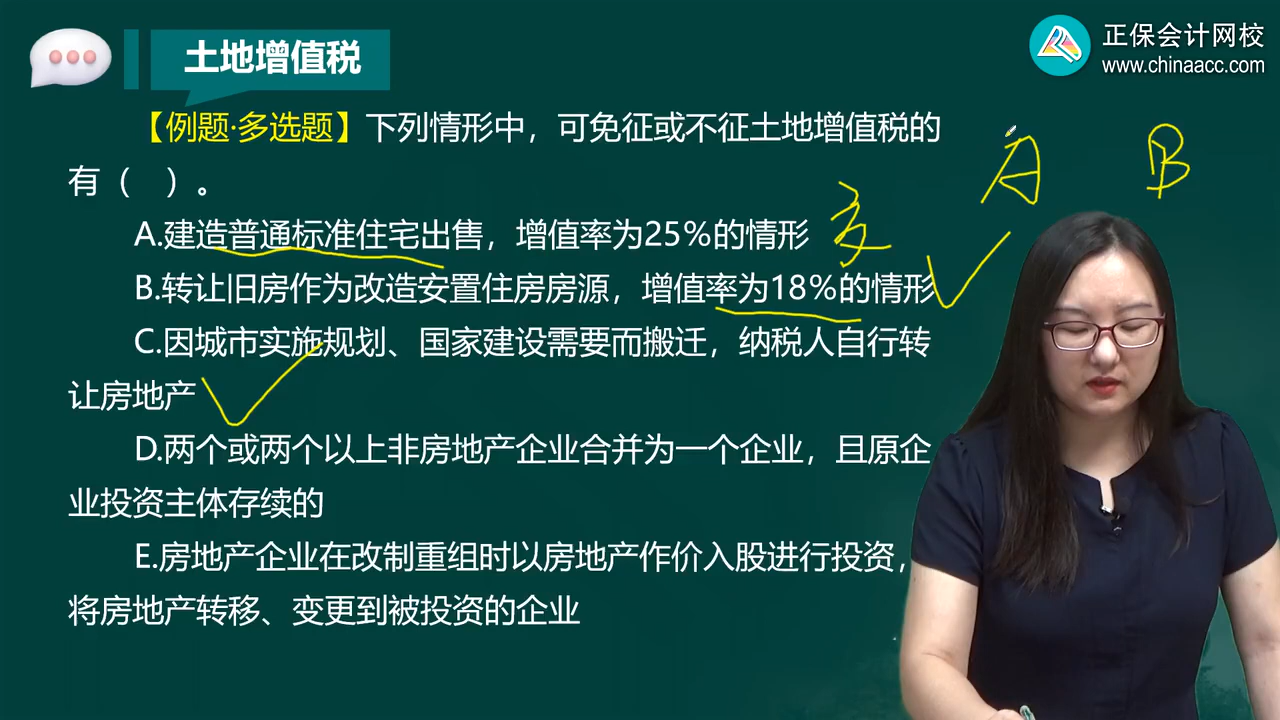 土地增值税
正保会计网校
www.chinaacc.com
【例题·多选题】下列情形中，可免征或不征土地增值税的
有（ ）。
A.建造普通标准住宅出售，增值率为25%的情形
B.转让旧房作为改造安置住房房源，增值率为18%的情形
C.因城市实施规划、国家建设需要而搬迁，纳税人自行转
让房地产
D.两个或两个以上非房地产企业合并为一个企业，且原企
业投资主体存续的
E.房地产企业在改制重组时以房地产作价入股进行投资，
将房地产转移、变更到被投资的企业
A B